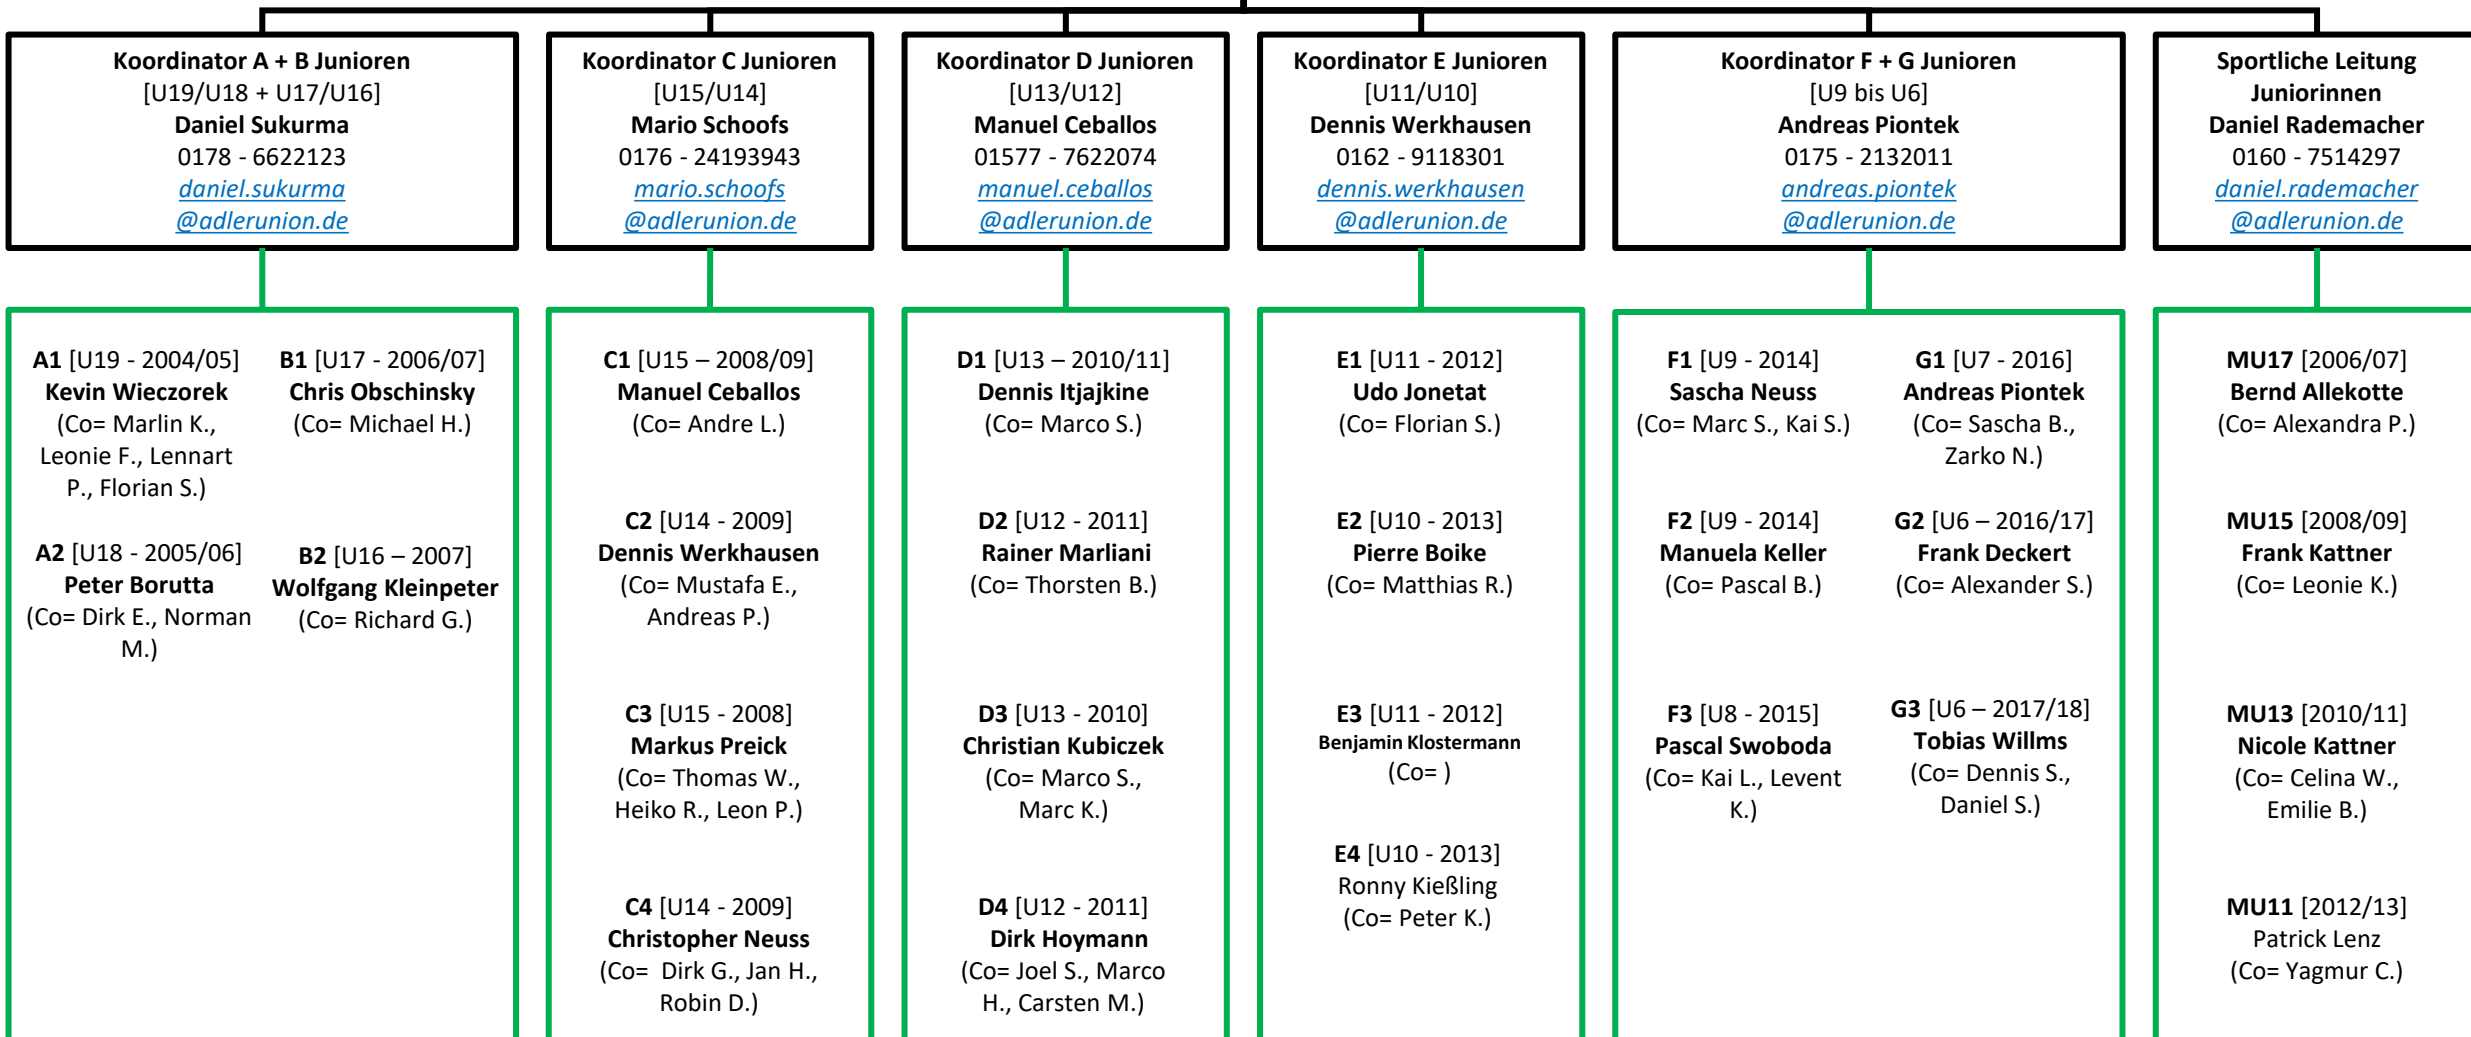 Koordinator A + B Junioren
[U19/U18 + U17/U16]
Daniel Sukurma
0178 - 6622123
daniel.sukurma
@adlerunion.de
Koordinator C Junioren
[U15/U14]
Mario Schoofs
0176 - 24193943
mario.schoofs
@adlerunion.de
Koordinator D Junioren
[U13/U12]
Manuel Ceballos
01577 - 7622074
manuel.ceballos
@adlerunion.de
Koordinator E Junioren
[U11/U10]
Dennis Werkhausen
0162 - 9118301
dennis.werkhausen
@adlerunion.de
Koordinator F + G Junioren
[U9 bis U6]
Andreas Piontek
0175 - 2132011
andreas.piontek
@adlerunion.de
Sportliche Leitung
Juniorinnen
Daniel Rademacher
0160 - 7514297
daniel.rademacher
@adlerunion.de
A1 [U19 - 2004/05]
Kevin Wieczorek
(Co= Marlin K.,
Leonie F., Lennart
P., Florian S.)
A2 [U18 - 2005/06]
Peter Borutta
(Co= Dirk E., Norman
M.)
B1 [U17 - 2006/07]
Chris Obschinsky
(Co= Michael H.)
B2 [U16 – 2007]
Wolfgang Kleinpeter
(Co= Richard G.)
C1 [U15 – 2008/09]
Manuel Ceballos
(Co= Andre L.)
C2 [U14 - 2009]
Dennis Werkhausen
(Co= Mustafa E.,
Andreas P.)
C3 [U15 - 2008]
Markus Preick
(Co= Thomas W.,
Heiko R., Leon P.)
C4 [U14 - 2009]
Christopher Neuss
(Co=  Dirk G., Jan H.,
Robin D.)
D1 [U13 – 2010/11]
Dennis Itjajkine
(Co= Marco S.)
D2 [U12 - 2011]
Rainer Marliani
(Co= Thorsten B.)
D3 [U13 - 2010]
Christian Kubiczek
(Co= Marco S.,
Marc K.)
D4 [U12 - 2011]
Dirk Hoymann
(Co= Joel S., Marco
H., Carsten M.)
E1 [U11 - 2012]
Udo Jonetat
(Co= Florian S.)
E2 [U10 - 2013]
Pierre Boike
(Co= Matthias R.)
E3 [U11 - 2012]
Benjamin Klostermann
(Co= )
E4 [U10 - 2013]
Ronny Kießling
(Co= Peter K.)
F1 [U9 - 2014]
Sascha Neuss
(Co= Marc S., Kai S.)
F2 [U9 - 2014]
Manuela Keller
(Co= Pascal B.)
F3 [U8 - 2015]
Pascal Swoboda
(Co= Kai L., Levent
K.)
G1 [U7 - 2016]
Andreas Piontek
(Co= Sascha B.,
Zarko N.)
G2 [U6 – 2016/17]
Frank Deckert
(Co= Alexander S.)
G3 [U6 – 2017/18]
Tobias Willms
(Co= Dennis S.,
Daniel S.)
MU17 [2006/07]
Bernd Allekotte
(Co= Alexandra P.)
MU15 [2008/09]
Frank Kattner
(Co= Leonie K.)
MU13 [2010/11]
Nicole Kattner
(Co= Celina W.,
Emilie B.)
MU11 [2012/13]
Patrick Lenz
(Co= Yagmur C.)